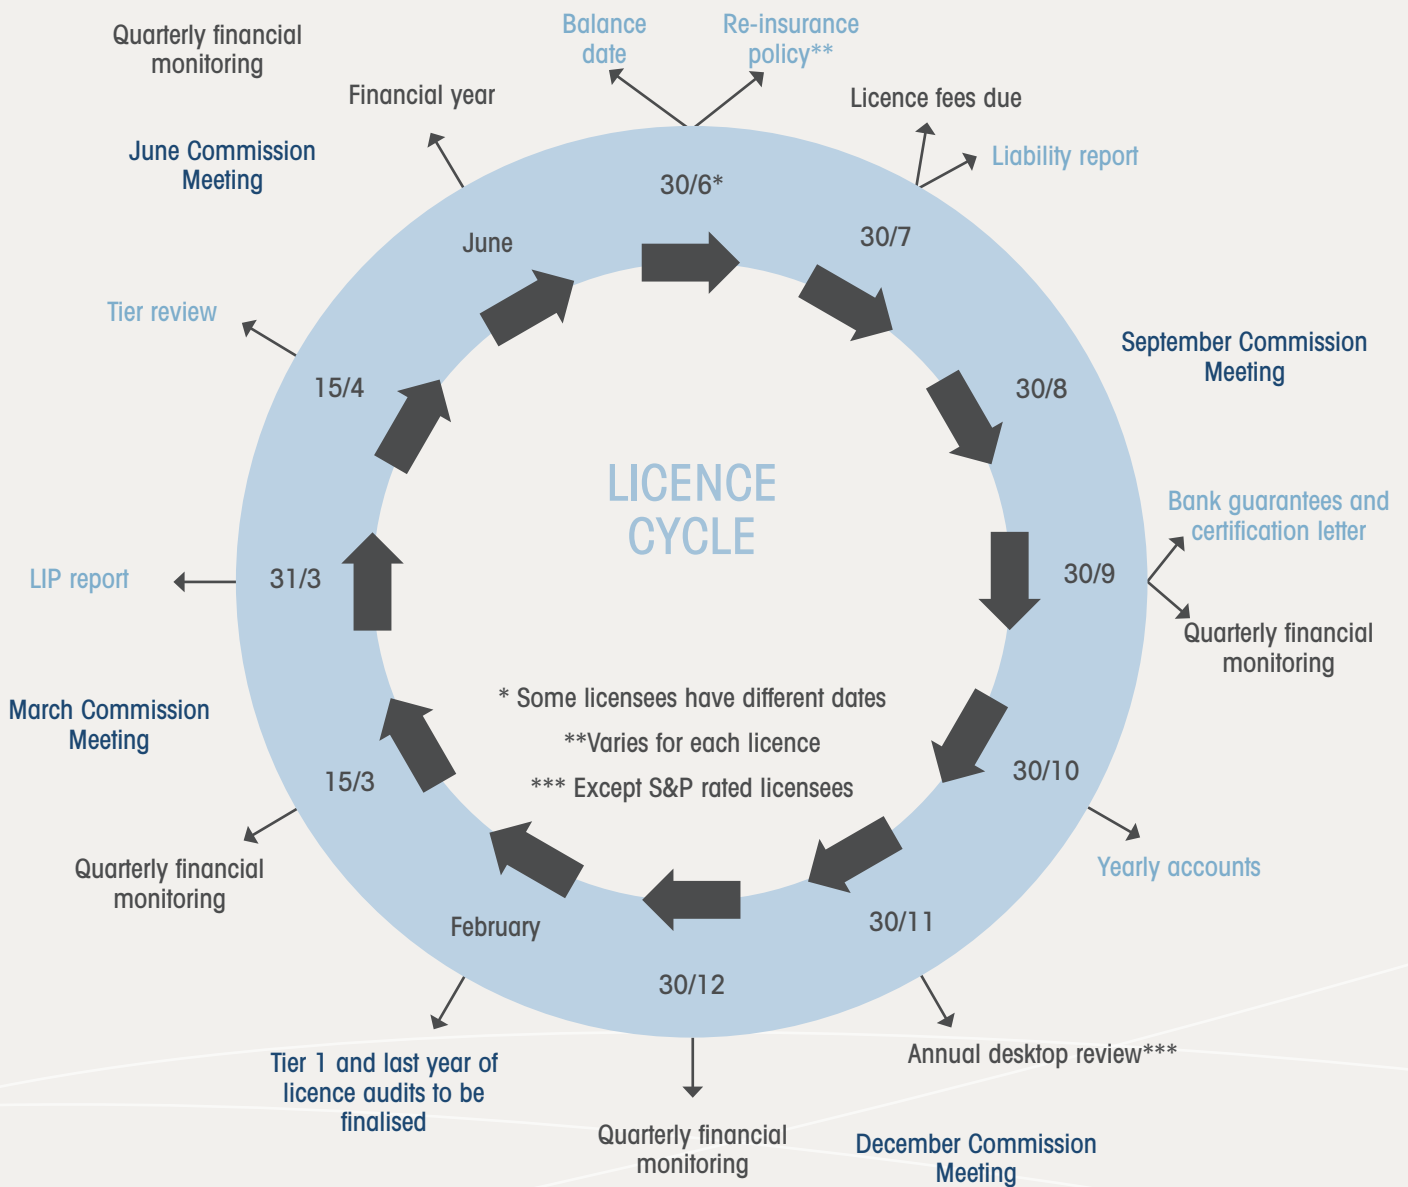 Quarterly financial
monitoring
Balance
date
Re-insurance
policy**
Financial year
Licence fees due
June Commission
Meeting
Liability report
30/6*
30/7
June
Tier review
September Commission
Meeting
15/4
30/8
LICENCE
CYCLE
Bank guarantees and
certification letter
LIP report
31/3
30/9
Quarterly financial
monitoring
* Some licensees have different dates
**Varies for each licence
*** Except S&P rated licensees
March Commission
Meeting
15/3
30/10
Quarterly financial
monitoring
Yearly accounts
February
30/11
30/12
Tier 1 and last year of
licence audits to be
finalised
Annual desktop review***
Quarterly financial
monitoring
December Commission
Meeting